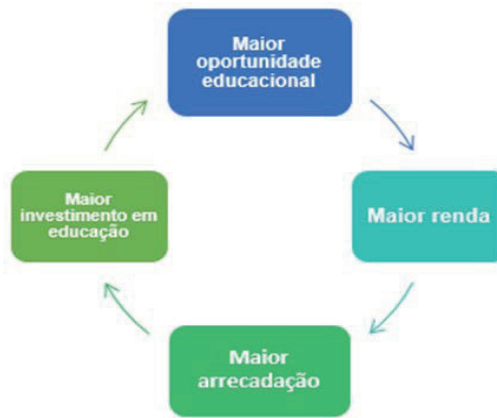 Maior
oportunidade
educacional
Maior renda
Maior
arrecadação
Maior
investimento em
educação